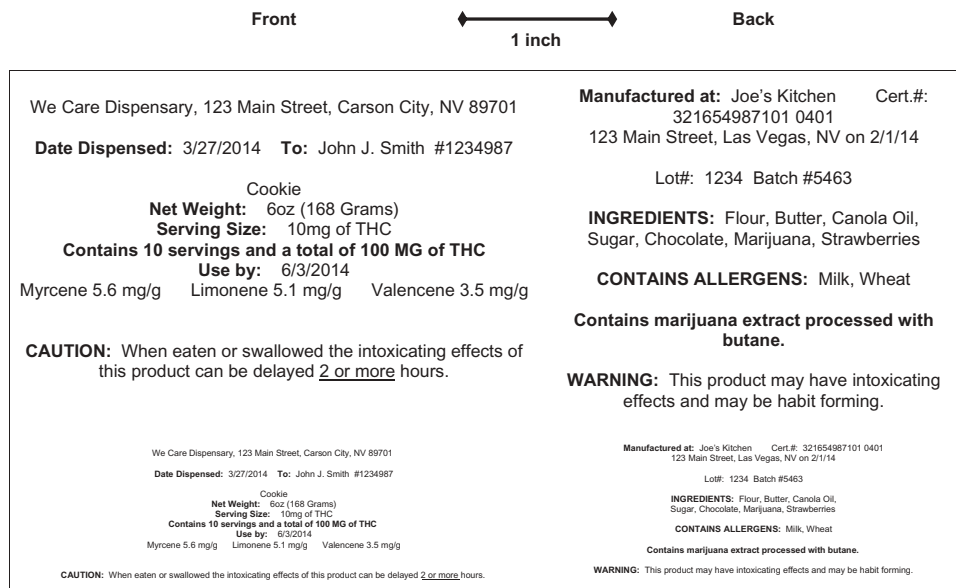 Front
Back
1 inch
We Care Dispensary, 123 Main Street, Carson City, NV 89701
Date Dispensed: 3/27/2014 To: John J. Smith #1234987
Cookie
Net Weight: 6oz (168 Grams)
Serving Size: 10mg of THC
Contains 10 servings and a total of 100 MG of THC
Use by: 6/3/2014
Myrcene 5.6 mg/g Limonene 5.1 mg/g Valencene 3.5 mg/g
CAUTION: When eaten or swallowed the intoxicating effects of
this product can be delayed 2 or more hours.
Manufactured at: Joe's Kitchen Cert.#:
321654987101 0401
123 Main Street, Las Vegas, NV on 2/1/14
Lot#: 1234 Batch #5463
INGREDIENTS: Flour, Butter, Canola Oil,
Sugar, Chocolate, Marijuana, Strawberries
CONTAINS ALLERGENS: Milk, Wheat
Contains marijuana extract processed with
butane.
WARNING: This product may have intoxicating
effects and may be habit forming.
We Care Dispensary, 123 Main Street, Carson City, NV 89701
Date Dispensed: 3/27/2014 To: John J. Smith #1234987
Cookie
Net Weight: 6oz (168 Grams)
Serving Size: 10mg of THC
Contains 10 servings and a total of 100 MG of THC
Use by: 6/3/2014
Myrcene 5.6 mg/g Limonene 5.1 mg/g Valencene 3.5 mg/g
CAUTION: When eaten or swallowed the intoxicating effects of this product can be delayed 2 or more hours.
Manufactured at: Joe's Kitchen Cert.#: 321654987101 0401
123 Main Street, Las Vegas, NV on 2/1/14
Lot#: 1234 Batch #5463
INGREDIENTS: Flour, Butter, Canola Oil,
Sugar, Chocolate, Marijuana, Strawberries
CONTAINS ALLERGENS: Milk, Wheat
Contains marijuana extract processed with butane.
WARNING: This product may have intoxicating effects and may be habit forming.